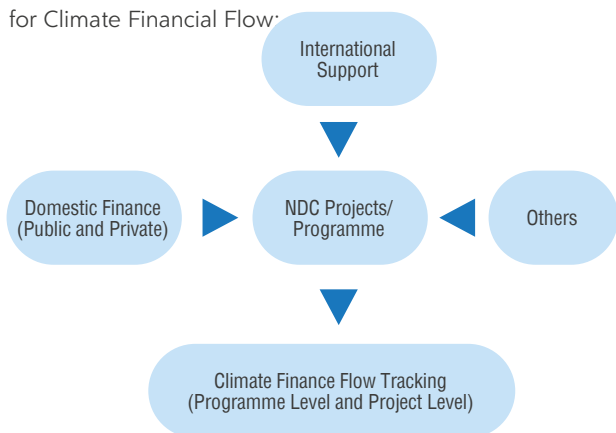 for Climate Financial Flow:
International
Support
Domestic Finance
(Public and Private)
NDC Projects/
Programme
Others
Climate Finance Flow Tracking
(Programme Level and Project Level)